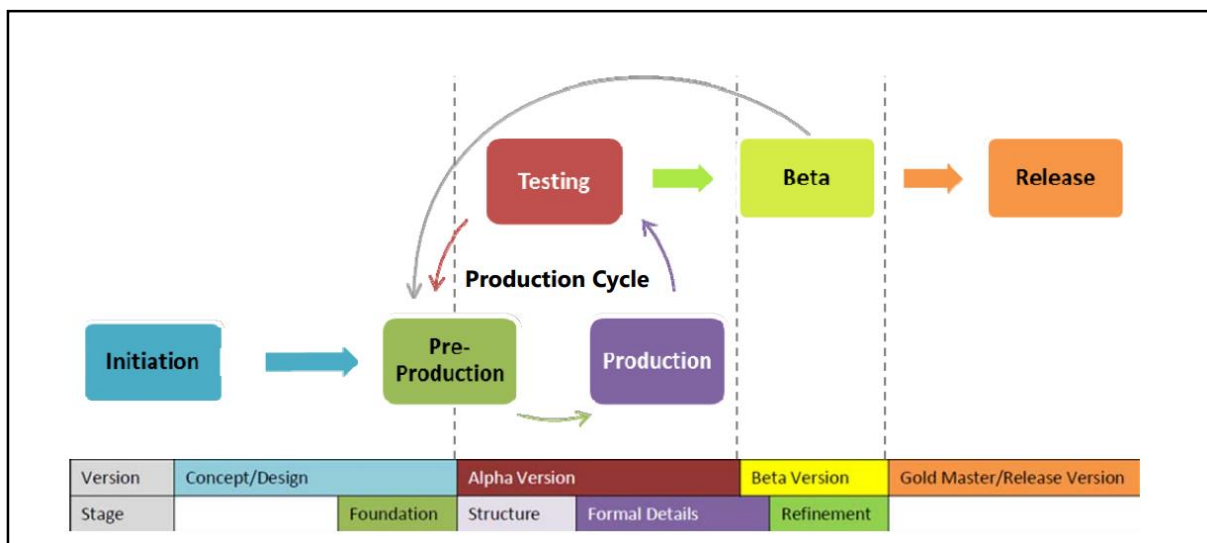 Testing
Beta
Release
Production Cycle
Initiation
Pre-
Production
Production
Version Concept/Design Alpha Version Beta Version Gold Master/Release Version
Stage Foundation Structure Formal Details Refinement